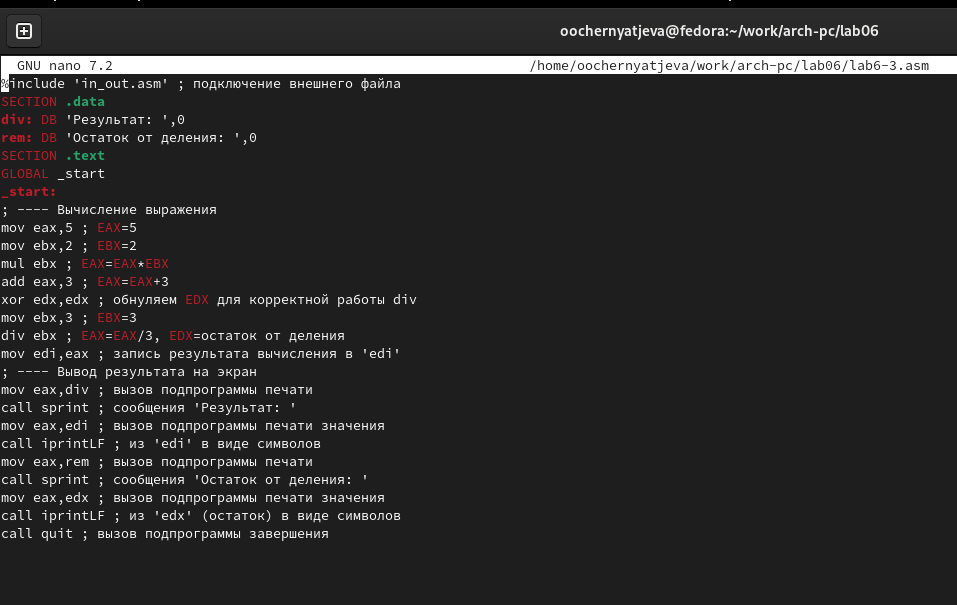 oochernyatjeva@fedora:~/work/arch-pc/lab06
GNU nano 7.2 /home/oochernyatjeva/work/arch-pc/lab06/lab6-3.asm
%include 'in_out.asm' ; подключение внешнего файла
SECTION .data
div: DB 'Результат: ',0
rem: DB 'Остаток от деления: ',0
SECTION .text
GLOBAL _start
_start:
; ---- Вычисление выражения
mov eax,5 ; EAX=5
mov ebx,2 ; EBX=2
mul ebx ; EAX=EAX*EBX
add eax,3 ; EAX=EAX+3
xor edx,edx ; обнуляем EDX для корректной работы div
mov ebx,3 ; EBX=3
div ebx ; EAX=EAX/3, EDX=остаток от деления
mov edi,eax ; запись результата вычисления в 'edi'
; ---- Вывод результата на экран
mov eax,div ; вызов подпрограммы печати
call sprint ; сообщения 'Результат: '
mov eax,edi ; вызов подпрограммы печати значения
call iprintLF ; из 'edi' в виде символов
mov eax,rem ; вызов подпрограммы печати
call sprint ; сообщения 'Остаток от деления: '
mov eax,edx ; вызов подпрограммы печати значения
call iprintLF ; из 'edx' (остаток) в виде символов
call quit ; вызов подпрограммы завершения